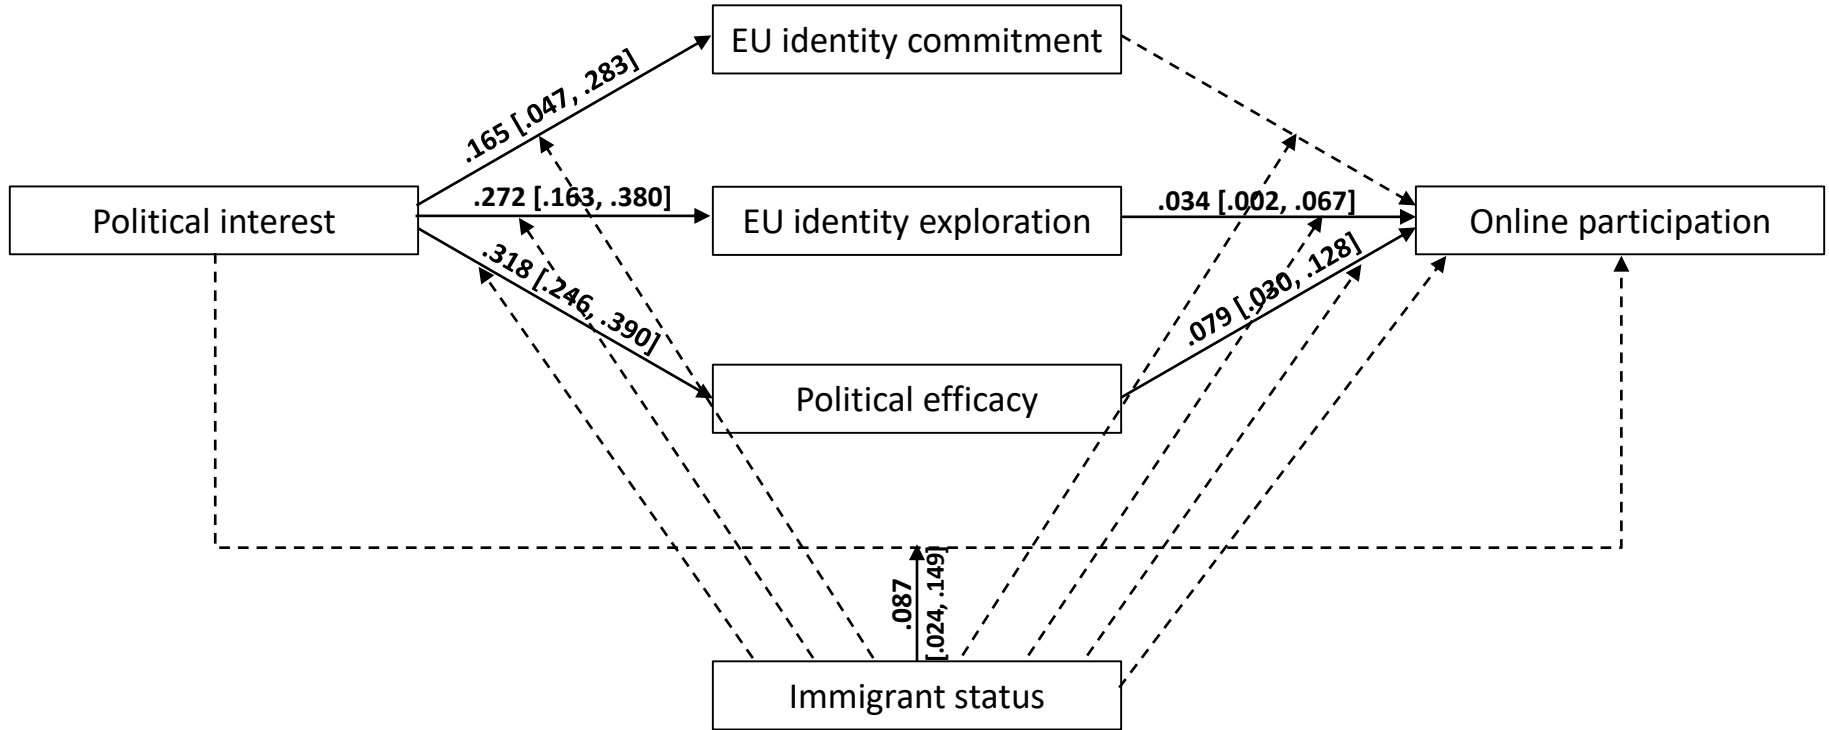 EU identity commitment
.165 [.047, .283]
Political interest
.272 [.163, .380]
EU identity exploration
.034 [.002, .067]
Online participation
.318 [.246, .390]
.079 [.030, .128]
Political efficacy
.087
[.024, .149]
Immigrant status